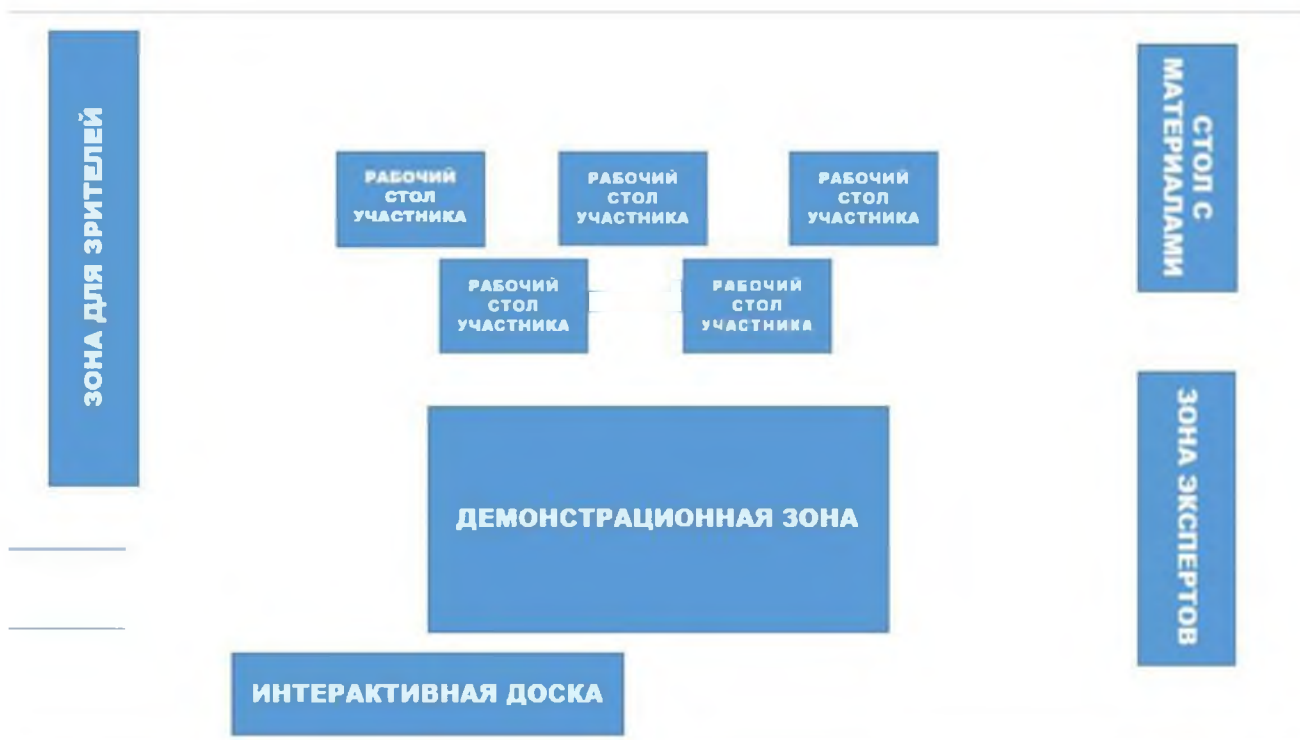 ЗОНА ДЛЯ ЗРИТЕЛЕЙ
РАБОЧИЙ
СТОЛ
УЧАСТНИКА
РАБОЧИЙ
СТОЛ
УЧАСТНИКА
РАБОЧИЙ
СТОЛ
УЧАСТНИКА
СТОЛ С
МАТЕРИАЛАМИ
РАБОЧИЙ
СТОЛ
УЧАСТНИКА
РАБОЧИЙ
СТОЛ
УЧАСТНИКА
ДЕМОНСТРАЦИОННАЯ ЗОНА
ЗОНА ЭКСПЕРТОВ
ИНТЕРАКТИВНАЯ ДОСКА